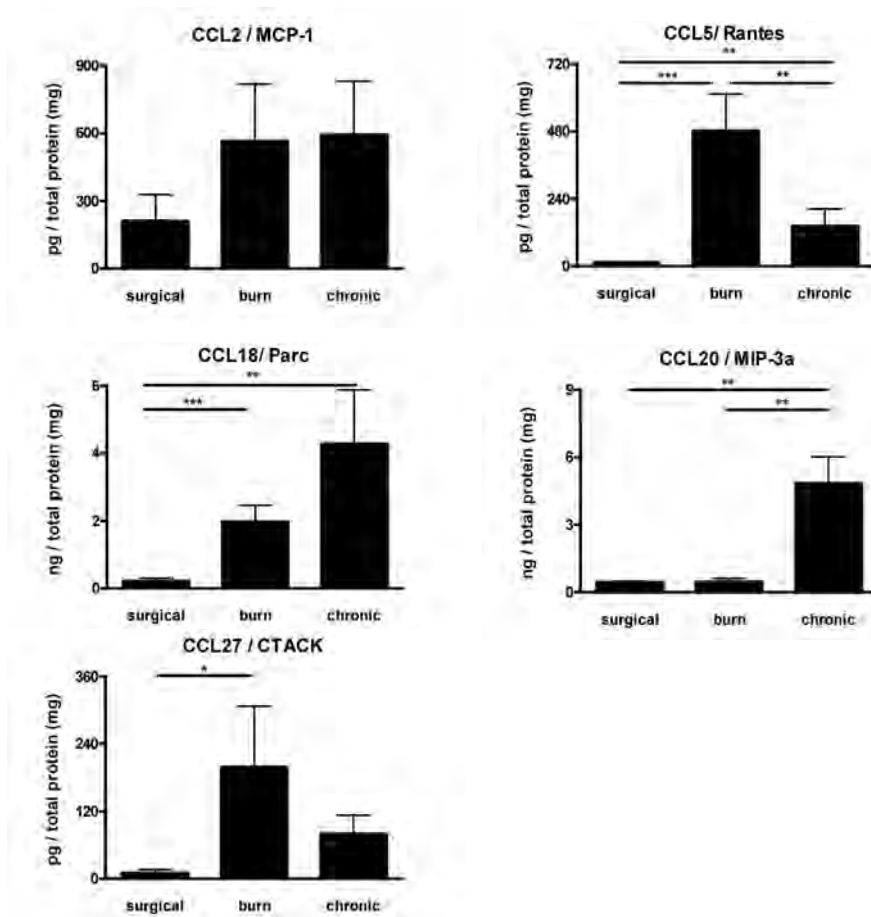 CCL2 / MCP-1
pg / total protein (mg)
900
600
300
0
surgical burn chronic
CCL5/ Rantes
pg / total protein (mg)
720
480
240
0
**
*** **
surgical burn chronic
CCL18/ Parc
ng / total protein (mg)
6
4
2
0
**
***
surgical burn chronic
CCL20 / MIP-3a
ng / total protein (mg)
9
6
3
0
**
**
surgical burn chronic
CCL27 / CTACK
pg / total protein (mg)
360
240
120
0
*
surgical burn chronic